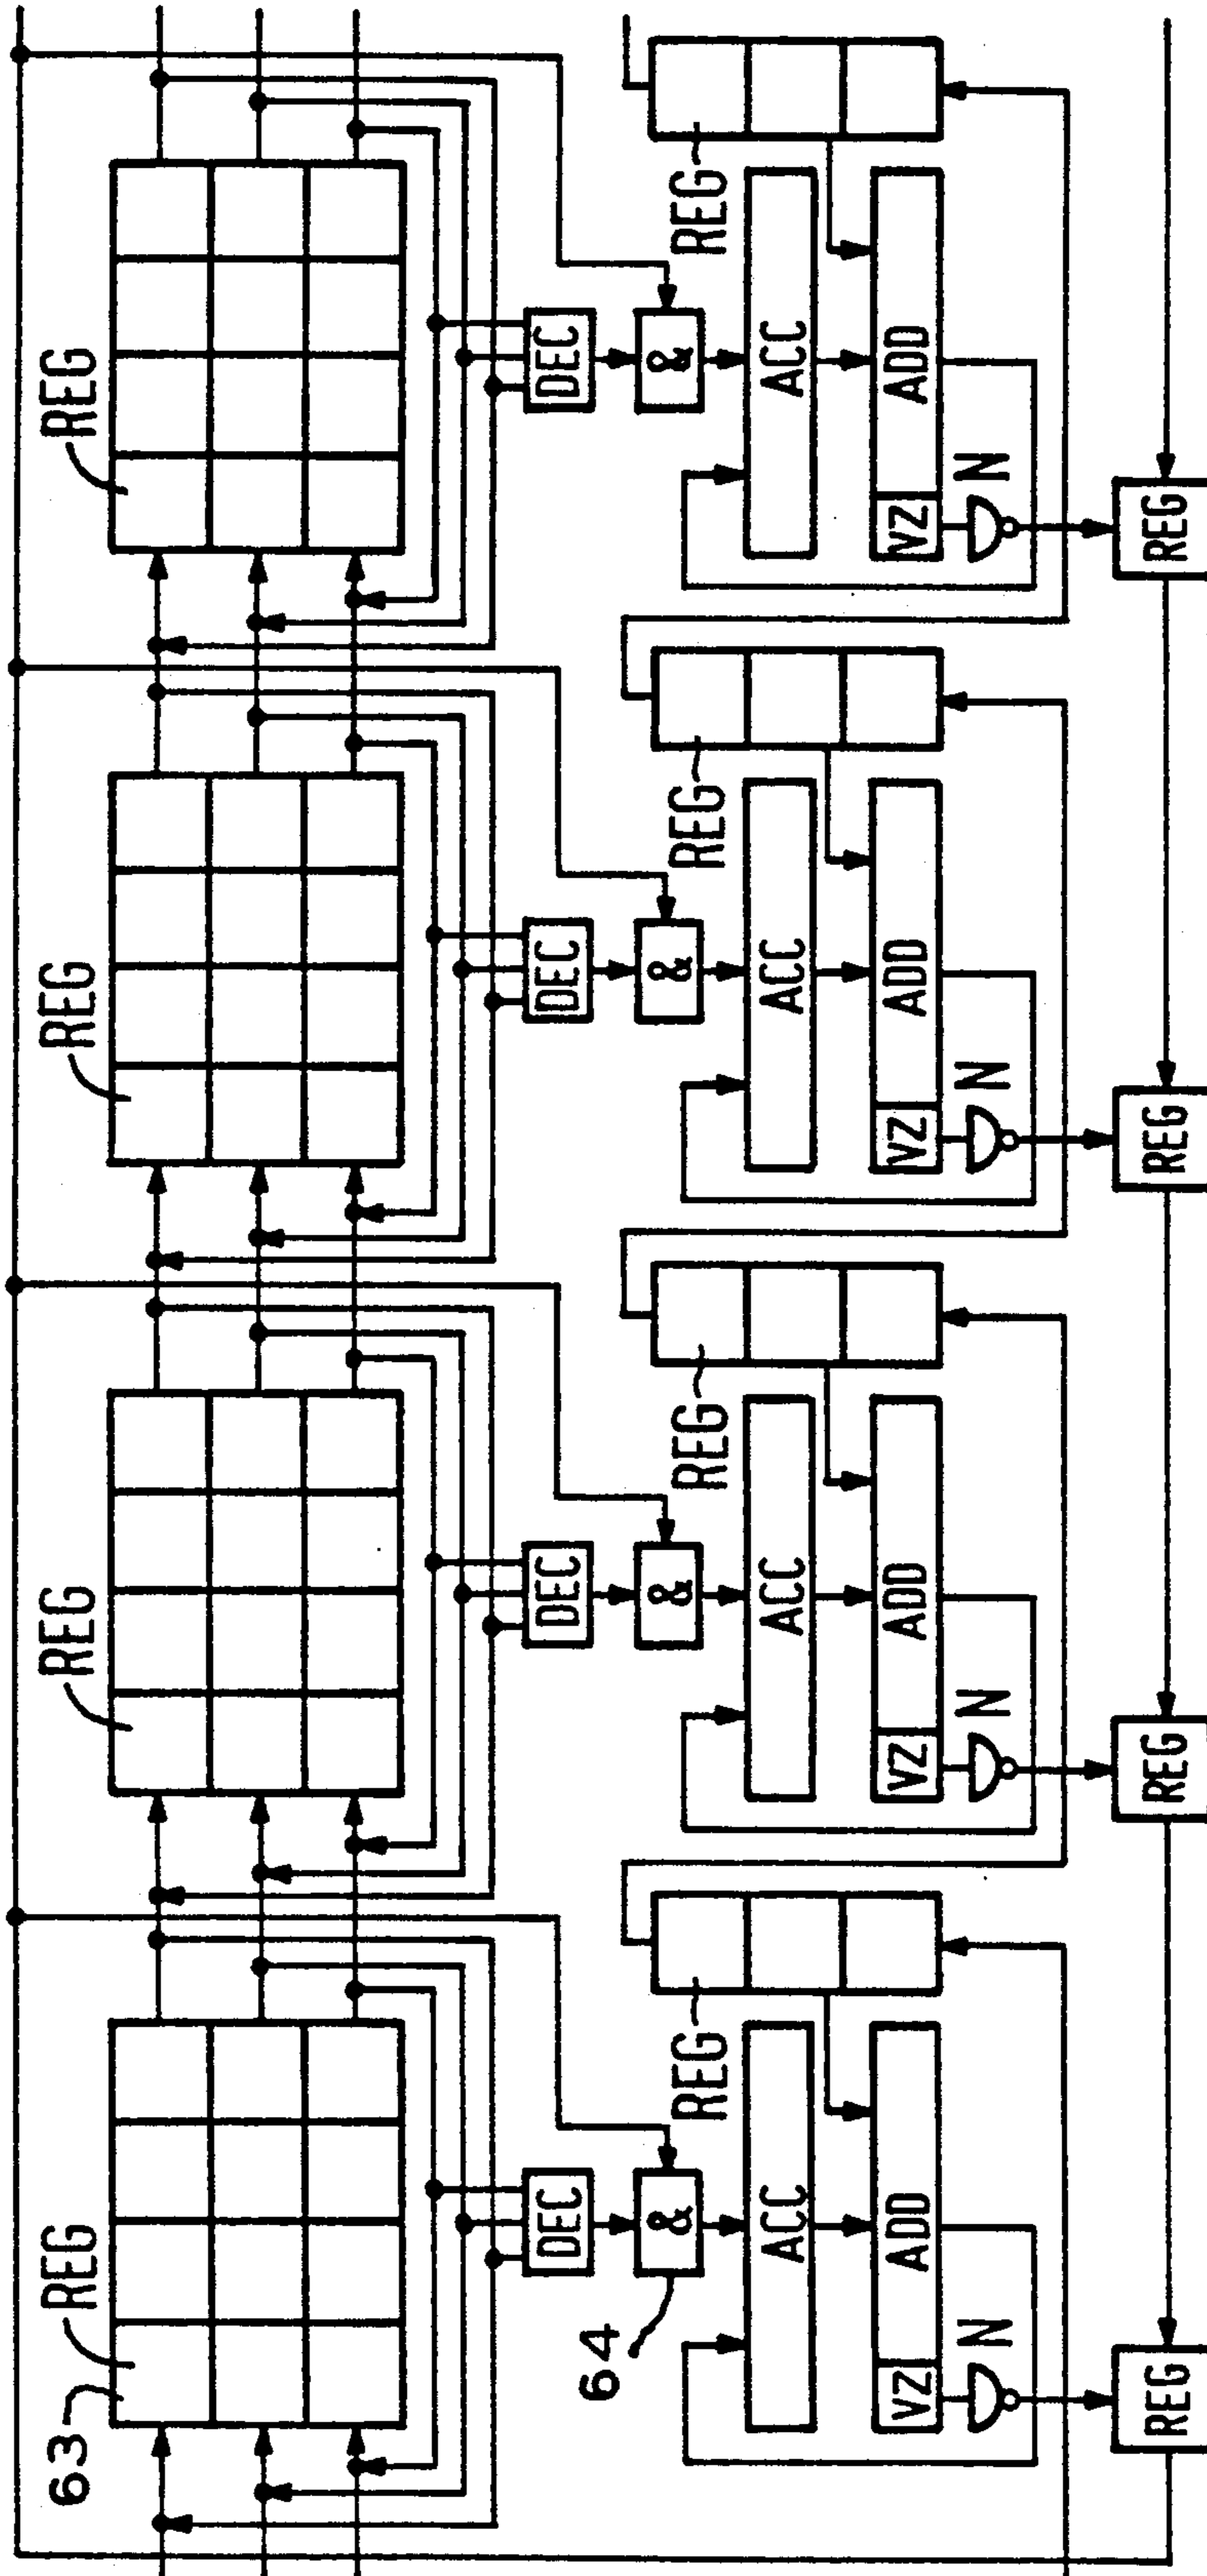 REG
REG
REG
63 REG
DEC
DEC
DEC
DEC
&
&
&
& 64
REG
REG
REG
REG
ACC
ACC
ACC
ACC
VZ ADD
VZ ADD
VZ ADD
VZ ADD
N
N
N
N
REG
REG
REG
REG